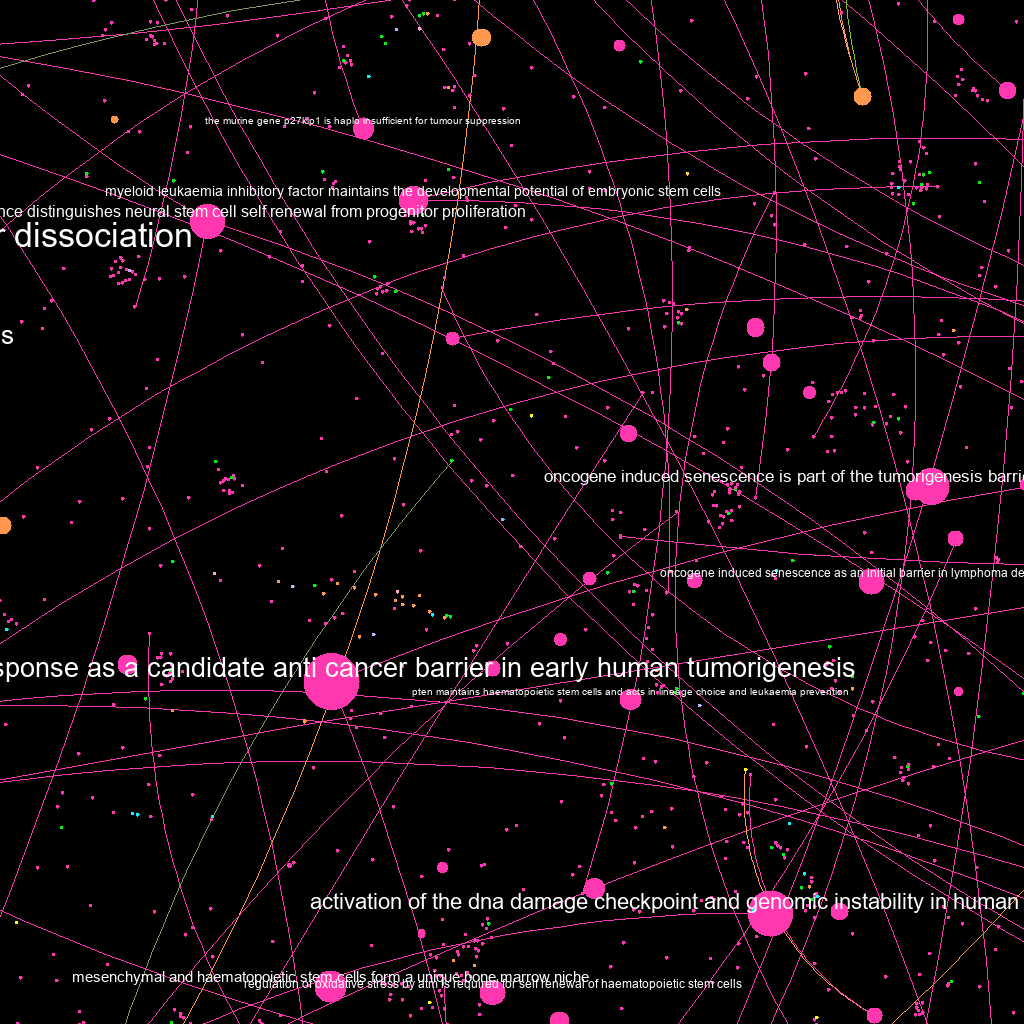 the murine gene p27kip1 is haplo insufficient for tumour suppression
myeloid leukaemia inhibitory factor maintains the developmental potential of embryonic stem cells
nce distinguishes neural stem cell self renewal from progenitor proliferation
r dissociation
s
oncogene induced senescence is part of the tumorigenesis barri
oncogene induced senescence as an initial barrier in lymphoma de
sponse as a candidate anti cancer barrier in early human tumorigenesis
pten maintains haematopoietic stem cells and acts in lineage choice and leukaemia prevention
activation of the dna damage checkpoint and genomic instability in human
mesenchymal and haematopoietic stem cells form a unique bone marrow niche
regulation of oxidative stress by atm is required for self renewal of haematopoietic stem cells